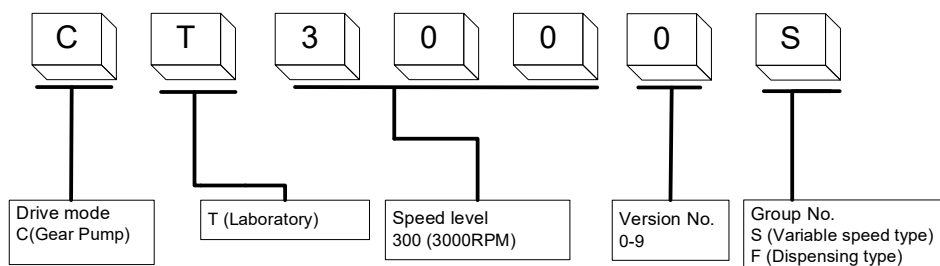 C T 3 0 0 0 S
Drive mode
C(Gear Pump)
T (Laboratory)
Speed level
300 (3000RPM)
Version No.
0-9
Group No.
S (Variable speed type)
F (Dispensing type)